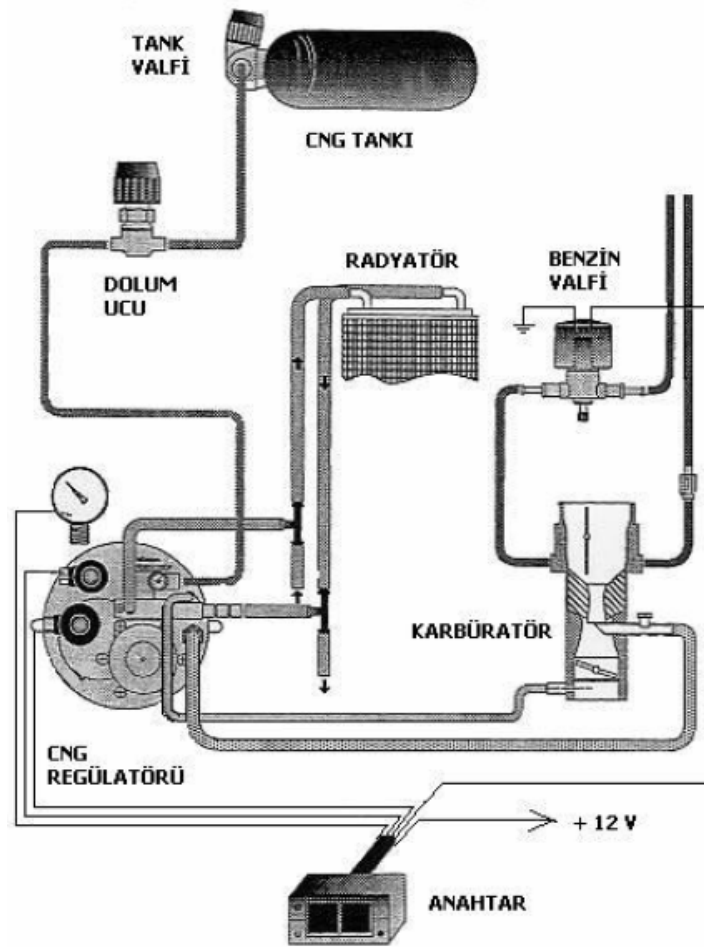 TANK
VALFİ
CNG TANKI
DOLUM
UCU
RADYATÖR
BENZİN
VALFİ
KARBÜRATÖR
CNG
REGÜLATÖRÜ
+ 12 V
ANAHTAR